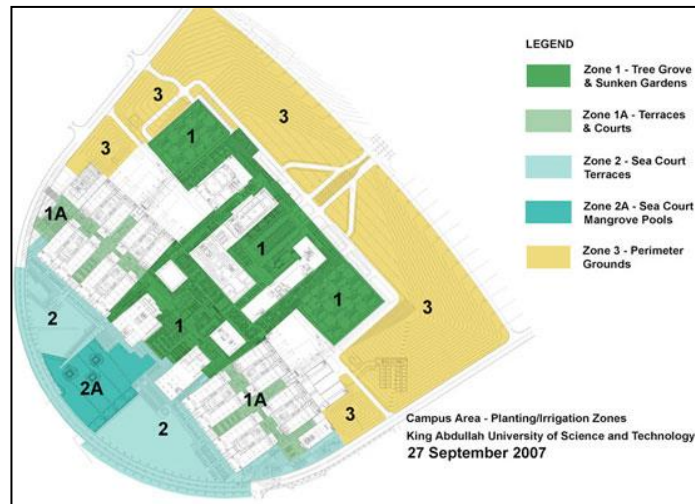 LEGEND
Zone 1 - Tree Grove
& Sunken Gardens
Zone 1A - Terraces
& Courts
Zone 2 - Sea Court
Terraces
Zone 2A - Sea Court
Mangrove Pools
Zone 3 - Perimeter
Grounds
3
3
1
3
1A
1
1
3
2
1
2A
1A
2
3
Campus Area - Planting/Irrigation Zones
King Abdullah University of Science and Technology
27 September 2007